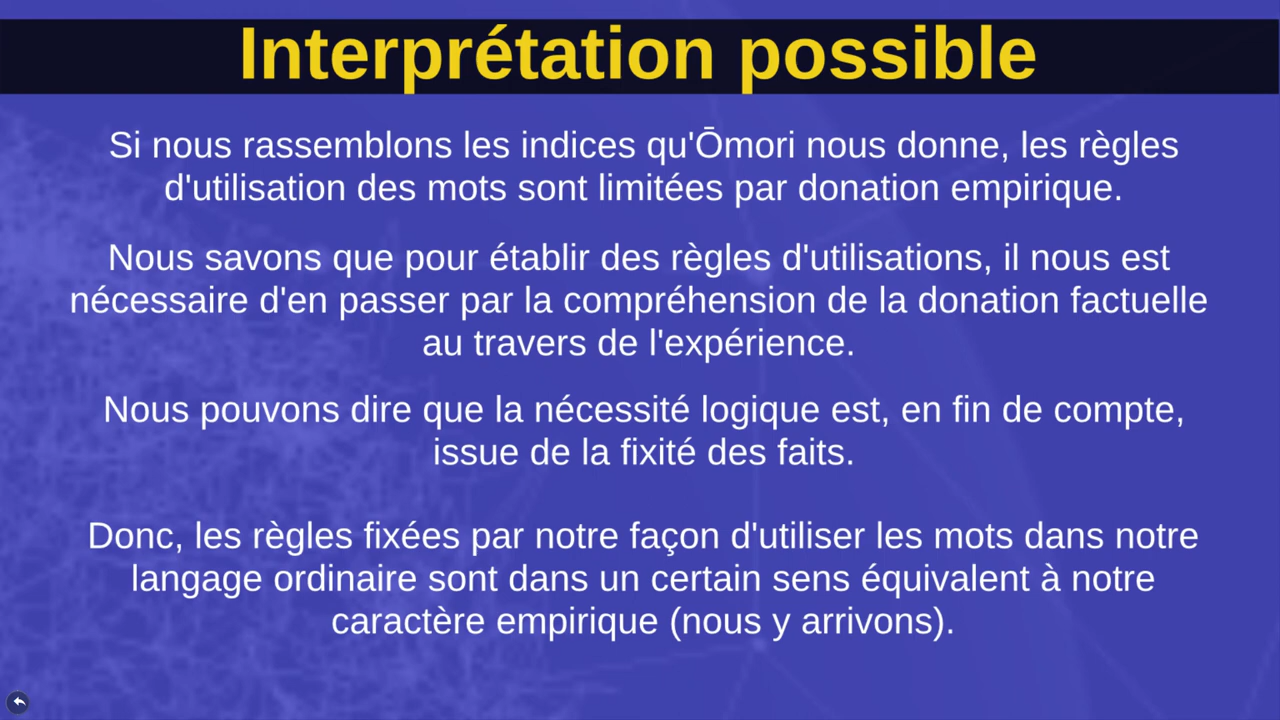 Interprétation possible
Si nous rassemblons les indices qu'Ōmori nous donne, les règles
d'utilisation des mots sont limitées par donation empirique.
Nous savons que pour établir des règles d'utilisations, il nous est
nécessaire d'en passer par la compréhension de la donation factuelle
au travers de l'expérience.
Nous pouvons dire que la nécessité logique est, en fin de compte,
issue de la fixité des faits.
Donc, les règles fixées par notre façon d'utiliser les mots dans notre
langage ordinaire sont dans un certain sens équivalent à notre
caractère empirique (nous y arrivons).